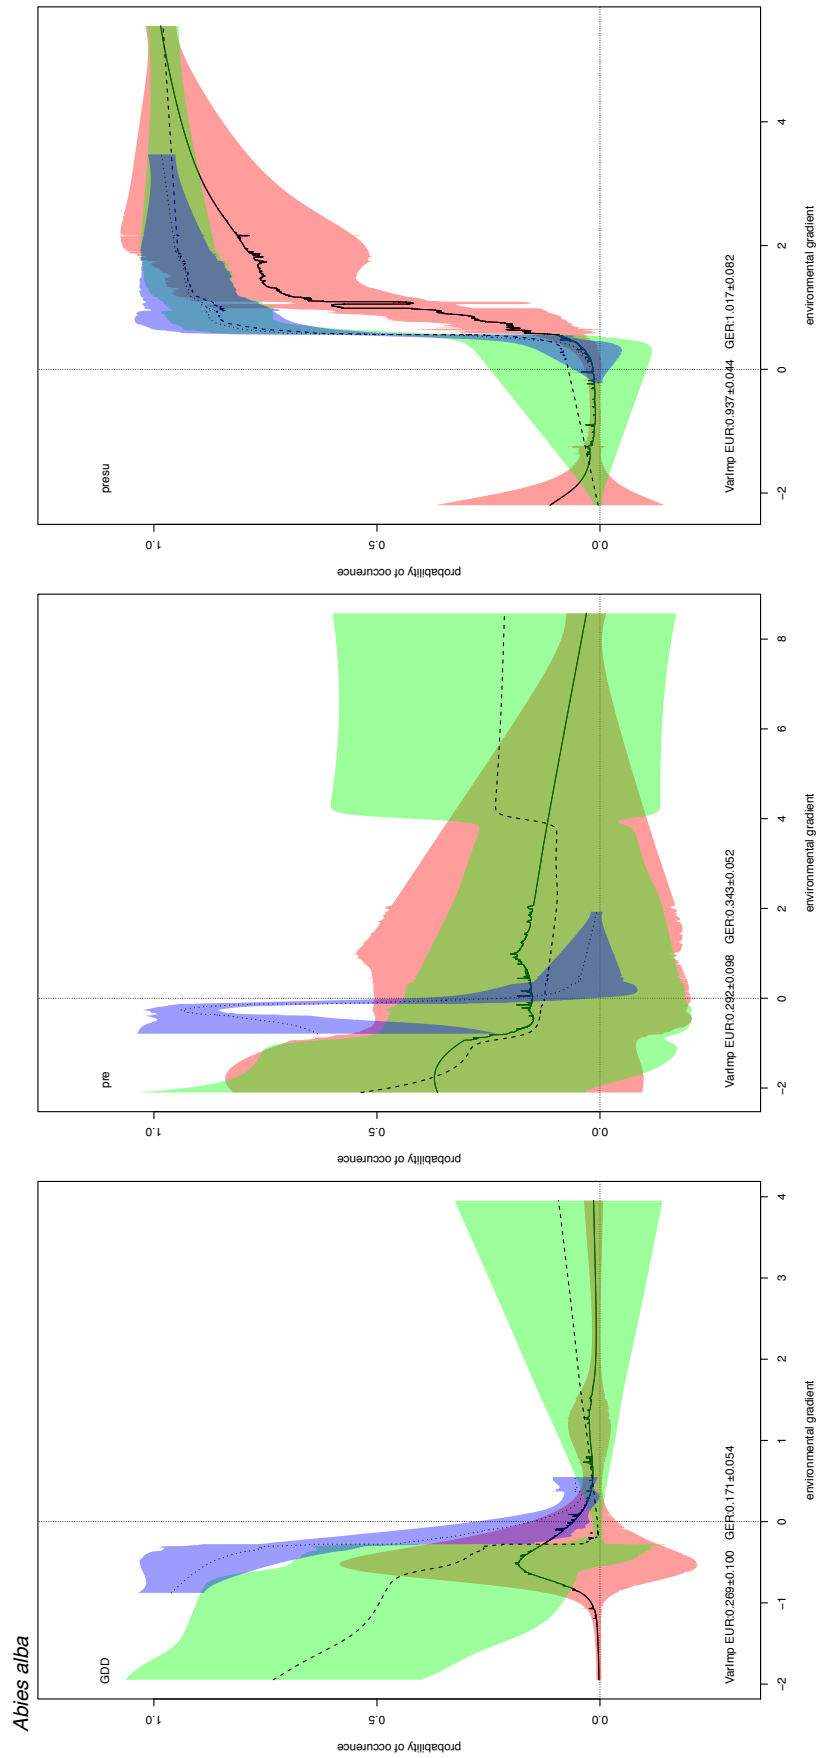 Abies alba
GDD
1.0
0.5
0.0
probability of occurence
−2
−1
0
1
2
3
4
environmental gradient
VarImp EUR:0.269±0.100 GER:0.171±0.054
pre
1.0
0.5
0.0
probability of occurence
−2
0
2
4
6
8
environmental gradient
VarImp EUR:0.292±0.098 GER:0.343±0.052
presu
1.0
0.5
0.0
probability of occurence
−2
0
2
4
environmental gradient
VarImp EUR:0.937±0.044 GER:1.017±0.082